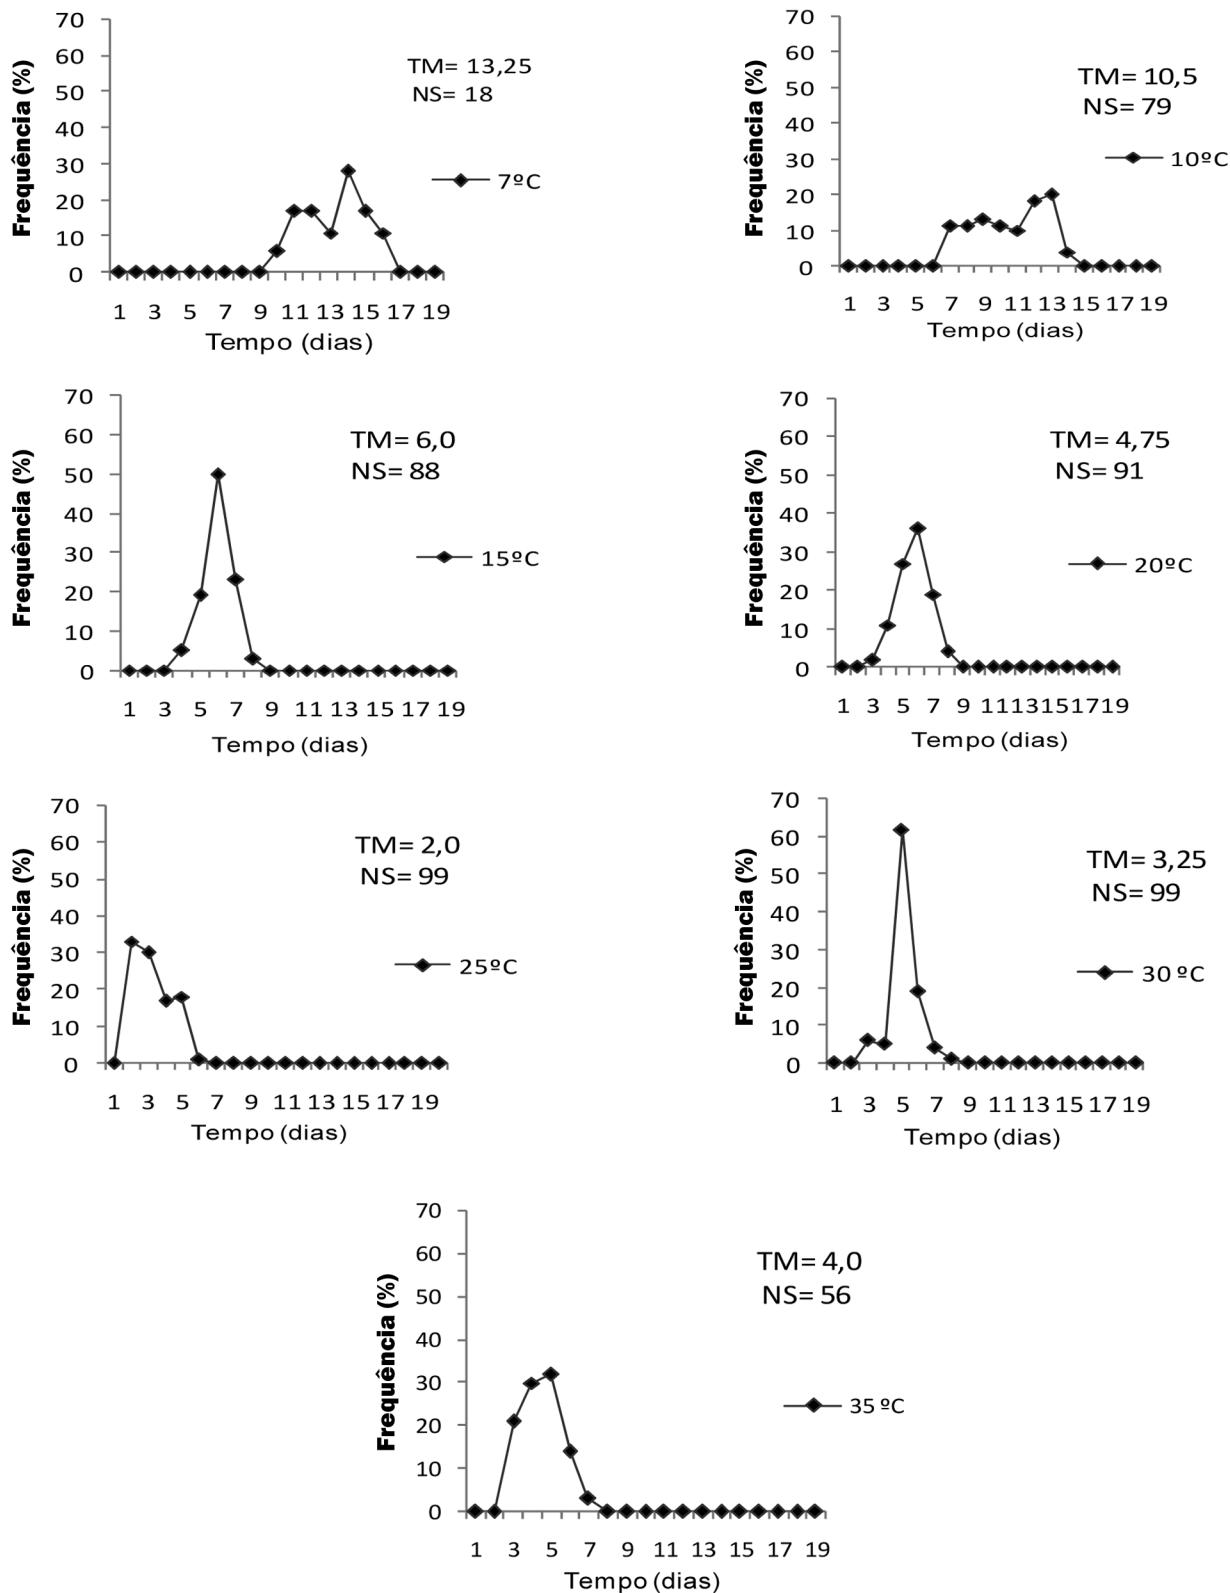 70
60
50
40
30
20
10
0
Frequência (%)
TM= 13,25
NS= 18
7ºC
1 3 5 7 9 11 13 15 17 19
Tempo (dias)
70
60
50
40
30
20
10
0
Frequência (%)
TM= 10,5
NS= 79
10ºC
1 3 5 7 9 11 13 15 17 19
Tempo (dias)
70
60
50
40
30
20
10
0
Frequência (%)
TM= 6,0
NS= 88
15ºC
1 3 5 7 9 11 13 15 17 19
Tempo (dias)
70
60
50
40
30
20
10
0
Frequência (%)
TM= 4,75
NS= 91
20ºC
1 3 5 7 9 11 13 15 17 19
Tempo (dias)
70
60
50
40
30
20
10
0
Frequência (%)
TM= 2,0
NS= 99
25ºC
1 3 5 7 9 11 13 15 17 19
Tempo (dias)
70
60
50
40
30
20
10
0
Frequência (%)
TM= 3,25
NS= 99
30 ºC
1 3 5 7 9 11 13 15 17 19
Tempo (dias)
70
60
50
40
30
20
10
0
Frequência (%)
TM= 4,0
NS= 56
35 ºC
1 3 5 7 9 11 13 15 17 19
Tempo (dias)